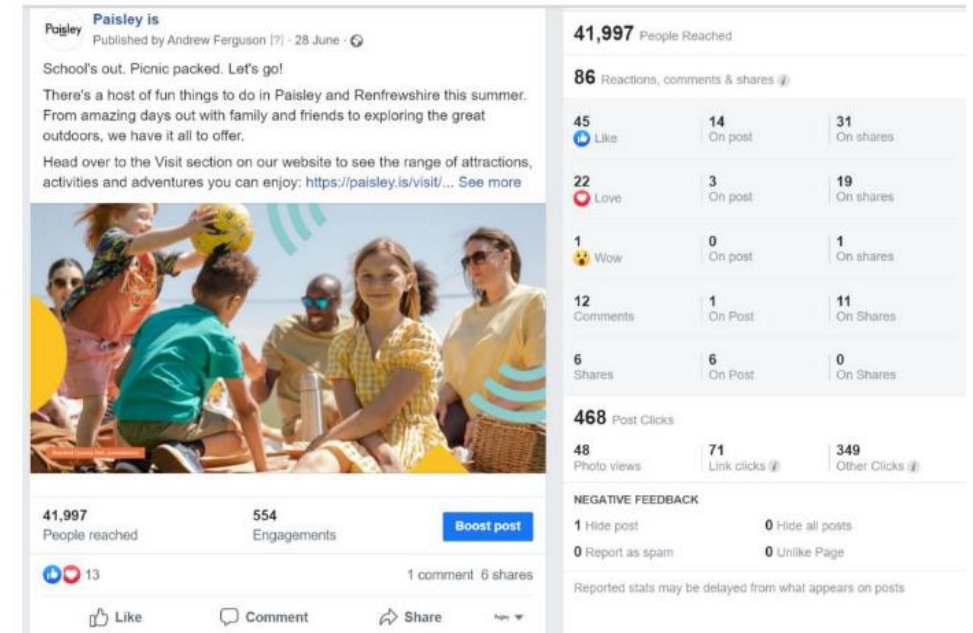 Paisley
Paisley is
Published by Andrew Ferguson [?] · 28 June ·
School's out. Picnic packed. Let's go!
There's a host of fun things to do in Paisley and Renfrewshire this summer.
From amazing days out with family and friends to exploring the great
outdoors, we have it all to offer.
Head over to the Visit section on our website to see the range of attractions,
activities and adventures you can enjoy: https://paisley.is/visit/... See more
41,997
People reached
554
Engagements
Boost post
13
1 comment 6 shares
Like
Comment
Share
41,997 People Reached
86 Reactions, comments & shares
45 14 31
Like On post On shares
22 3 19
Love On post On shares
1 0 1
Wow On post On shares
12 1 11
Comments On Post On Shares
6 6 0
Shares On Post On Shares
468 Post Clicks
48 71 349
Photo views Link clicks Other Clicks
NEGATIVE FEEDBACK
1 Hide post 0 Hide all posts
0 Report as spam 0 Unlike Page
Reported stats may be delayed from what appears on posts